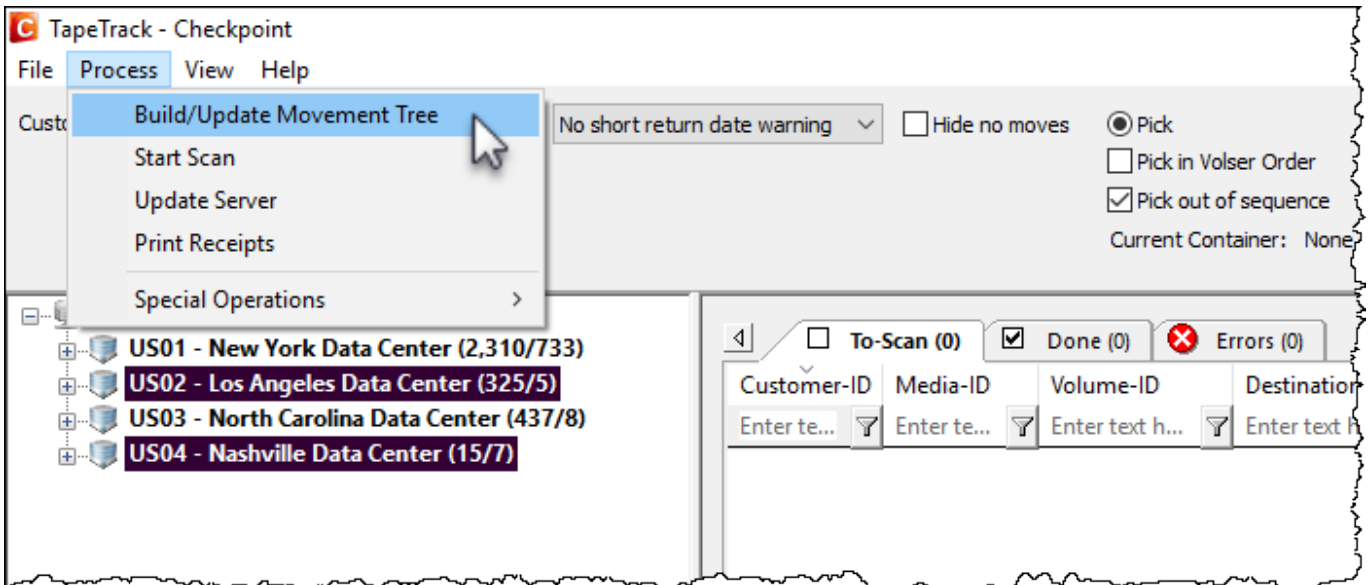 TapeTrack - Checkpoint
File Process View Help
Build/Update Movement Tree
Start Scan
Update Server
Print Receipts
Special Operations
No short return date warning
Hide no moves
Pick
Pick in Volser Order
Pick out of sequence
Current Container: None
US01 - New York Data Center (2,310/733)
US02 - Los Angeles Data Center (325/5)
US03 - North Carolina Data Center (437/8)
US04 - Nashville Data Center (15/7)
To-Scan (0) Done (0) Errors (0)
Customer-ID Media-ID Volume-ID Destination
Enter te... Enter te... Enter text h... Enter text